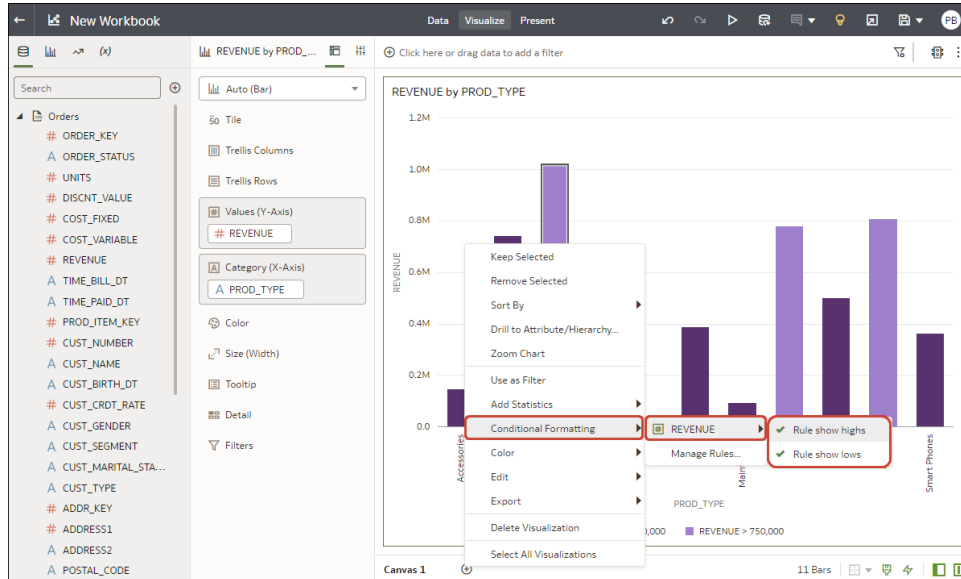 New Workbook
Data Visualize Present
PB
(x)
REVENUE by PROD_...
Click here or drag data to add a filter
Search
Orders
# ORDER_KEY
A ORDER_STATUS
# UNITS
# DISCNT_VALUE
# COST_FIXED
# COST_VARIABLE
# REVENUE
A TIME_BILL_DT
A TIME_PAID_DT
# PROD_ITEM_KEY
# CUST_NUMBER
A CUST_NAME
A CUST_BIRTH_DT
# CUST_CRDT_RATE
A CUST_GENDER
A CUST_SEGMENT
A CUST_MARITAL_STA...
A CUST_TYPE
# ADDR_KEY
# ADDRESS1
A ADDRESS2
A POSTAL_CODE
Auto (Bar)
50 Tile
Trellis Columns
Trellis Rows
# Values (Y-Axis)
# REVENUE
A Category (X-Axis)
A PROD_TYPE
Color
Size (Width)
Tooltip
Detail
Filters
REVENUE by PROD_TYPE
1.2M
1.0M
0.8M
0.6M
0.4M
0.2M
0.0
REVENUE
Keep Selected
Remove Selected
Sort By
Drill to Attribute/Hierarchy...
Zoom Chart
Use as Filter
Add Statistics
Conditional Formatting
Color
Edit
Export
Delete Visualization
Select All Visualizations
# REVENUE
Manage Rules...
Rule show highs
Rule show lows
Accessories
Smart Phones
PROD_TYPE
REVENUE > 750,000
Canvas 1
11 Bars